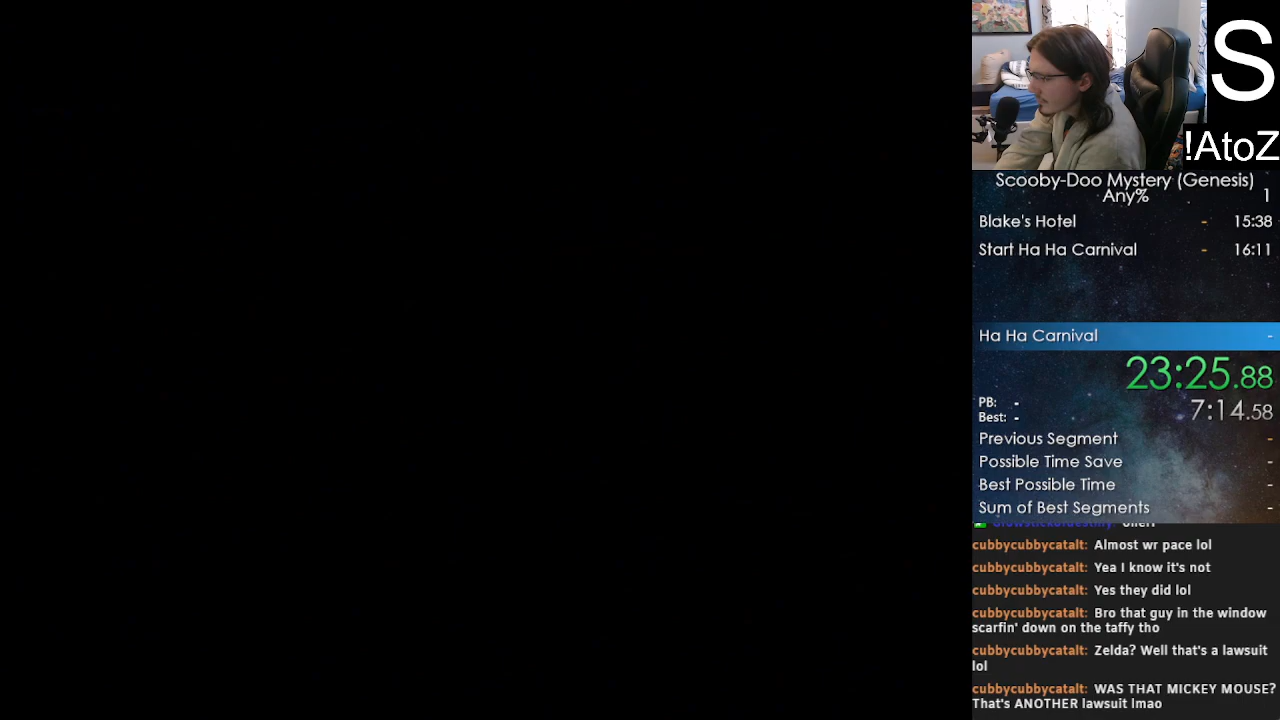 S
!AtoZ
Scooby-Doo Mystery (Genesis)
Any% 1
Blake's Hotel - 15:38
Start Ha Ha Carnival - 16:11
Ha Ha Carnival -
23:25.88
PB: - 7:14.58
Best: -
Previous Segment -
Possible Time Save -
Best Possible Time -
Sum of Best Segments -
cubbycubbycatalt: Almost wr pace lol
cubbycubbycatalt: Yea I know it's not
cubbycubbycatalt: Yes they did lol
cubbycubbycatalt: Bro that guy in the window
scarfin' down on the taffy tho
cubbycubbycatalt: Zelda? Well that's a lawsuit
lol
cubbycubbycatalt: WAS THAT MICKEY MOUSE?
That's ANOTHER lawsuit lmao